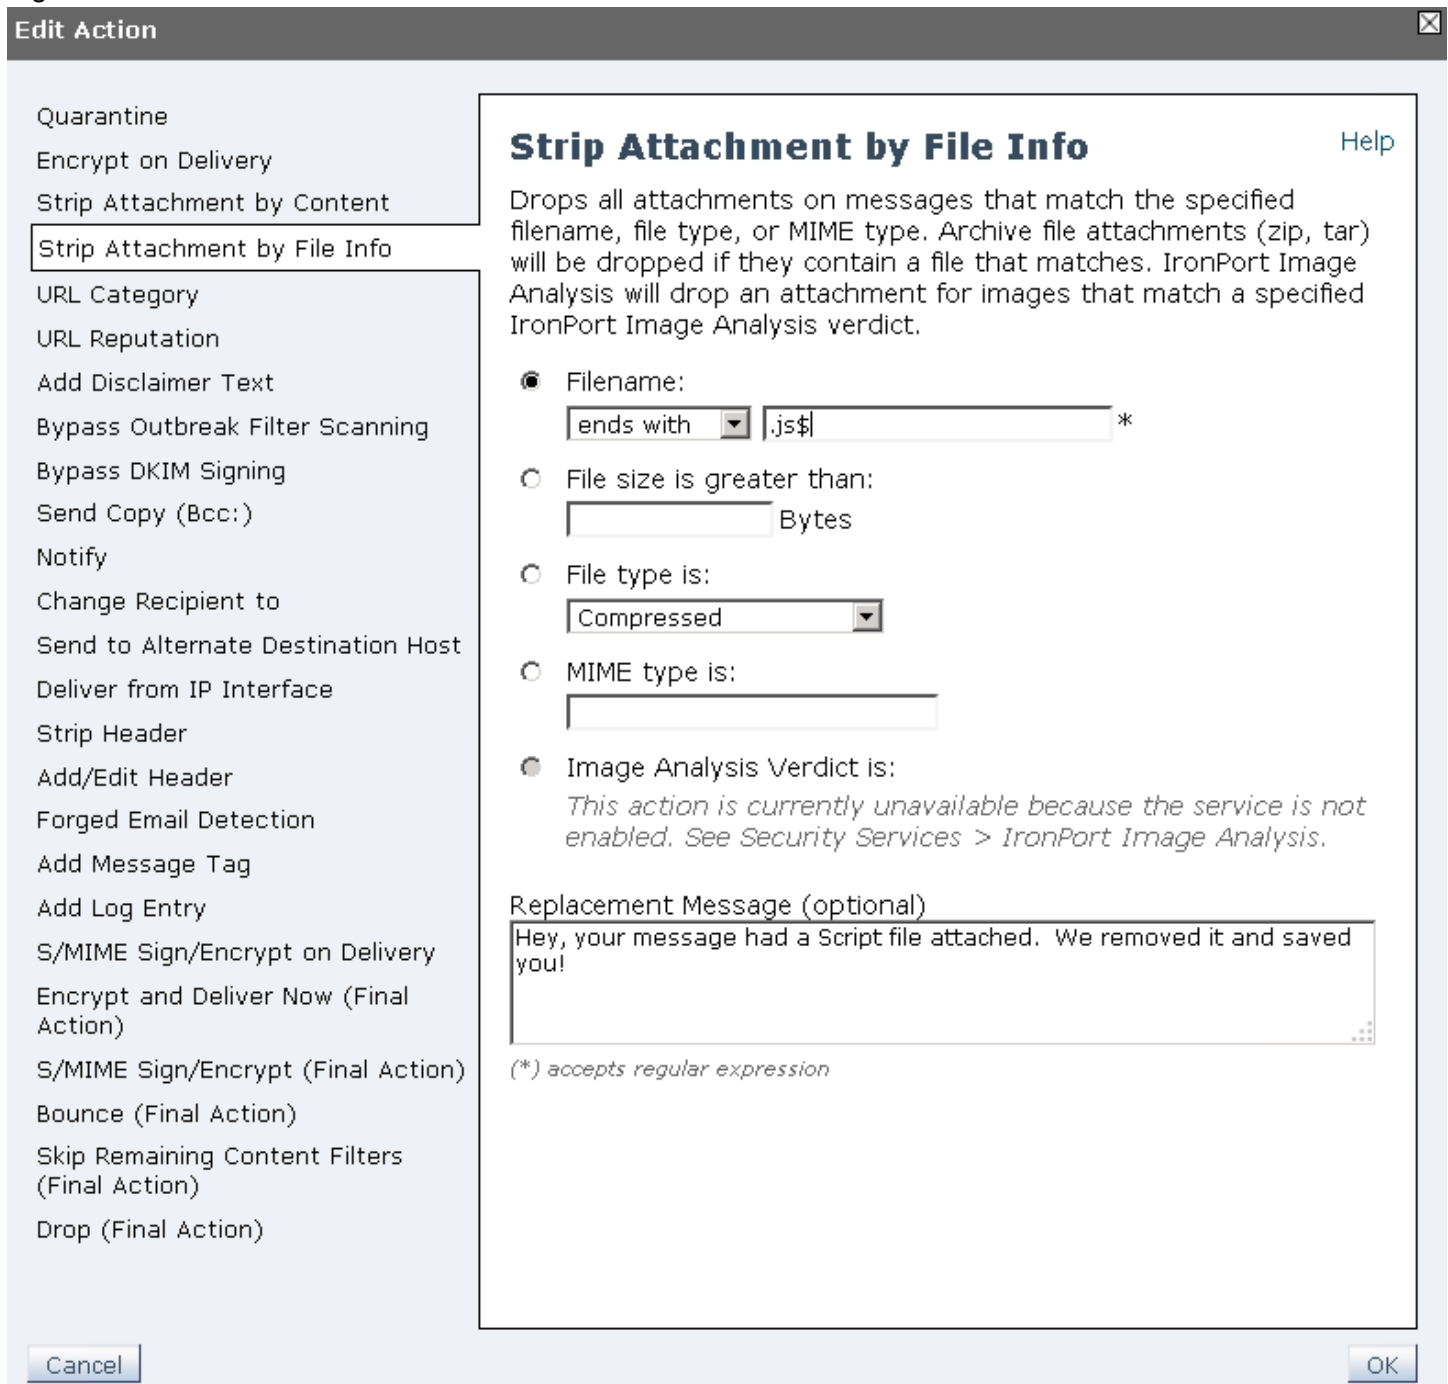 Edit Action
Quarantine
Encrypt on Delivery
Strip Attachment by Content
Strip Attachment by File Info
URL Category
URL Reputation
Add Disclaimer Text
Bypass Outbreak Filter Scanning
Bypass DKIM Signing
Send Copy (Bcc:)
Notify
Change Recipient to
Send to Alternate Destination Host
Deliver from IP Interface
Strip Header
Add/Edit Header
Forged Email Detection
Add Message Tag
Add Log Entry
S/MIME Sign/Encrypt on Delivery
Encrypt and Deliver Now (Final
Action)
S/MIME Sign/Encrypt (Final Action)
Bounce (Final Action)
Skip Remaining Content Filters
(Final Action)
Drop (Final Action)
Strip Attachment by File Info
Help
Drops all attachments on messages that match the specified
filename, file type, or MIME type. Archive file attachments (zip, tar)
will be dropped if they contain a file that matches. IronPort Image
Analysis will drop an attachment for images that match a specified
IronPort Image Analysis verdict.
Filename:
ends with .js$ *
File size is greater than:
Bytes
File type is:
Compressed
MIME type is:
Image Analysis Verdict is:
This action is currently unavailable because the service is not
enabled. See Security Services > IronPort Image Analysis.
Replacement Message (optional)
Hey, your message had a Script file attached.  We removed it and saved
you!
(*) accepts regular expression
Cancel
OK